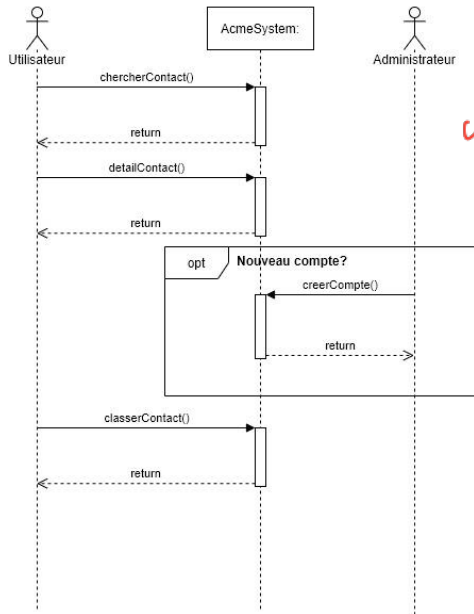 AcmeSystem:
Utilisateur
Administrateur
chercherContact()
return
detailContact()
return
opt
Nouveau compte?
creerCompte()
return
classerContact()
return